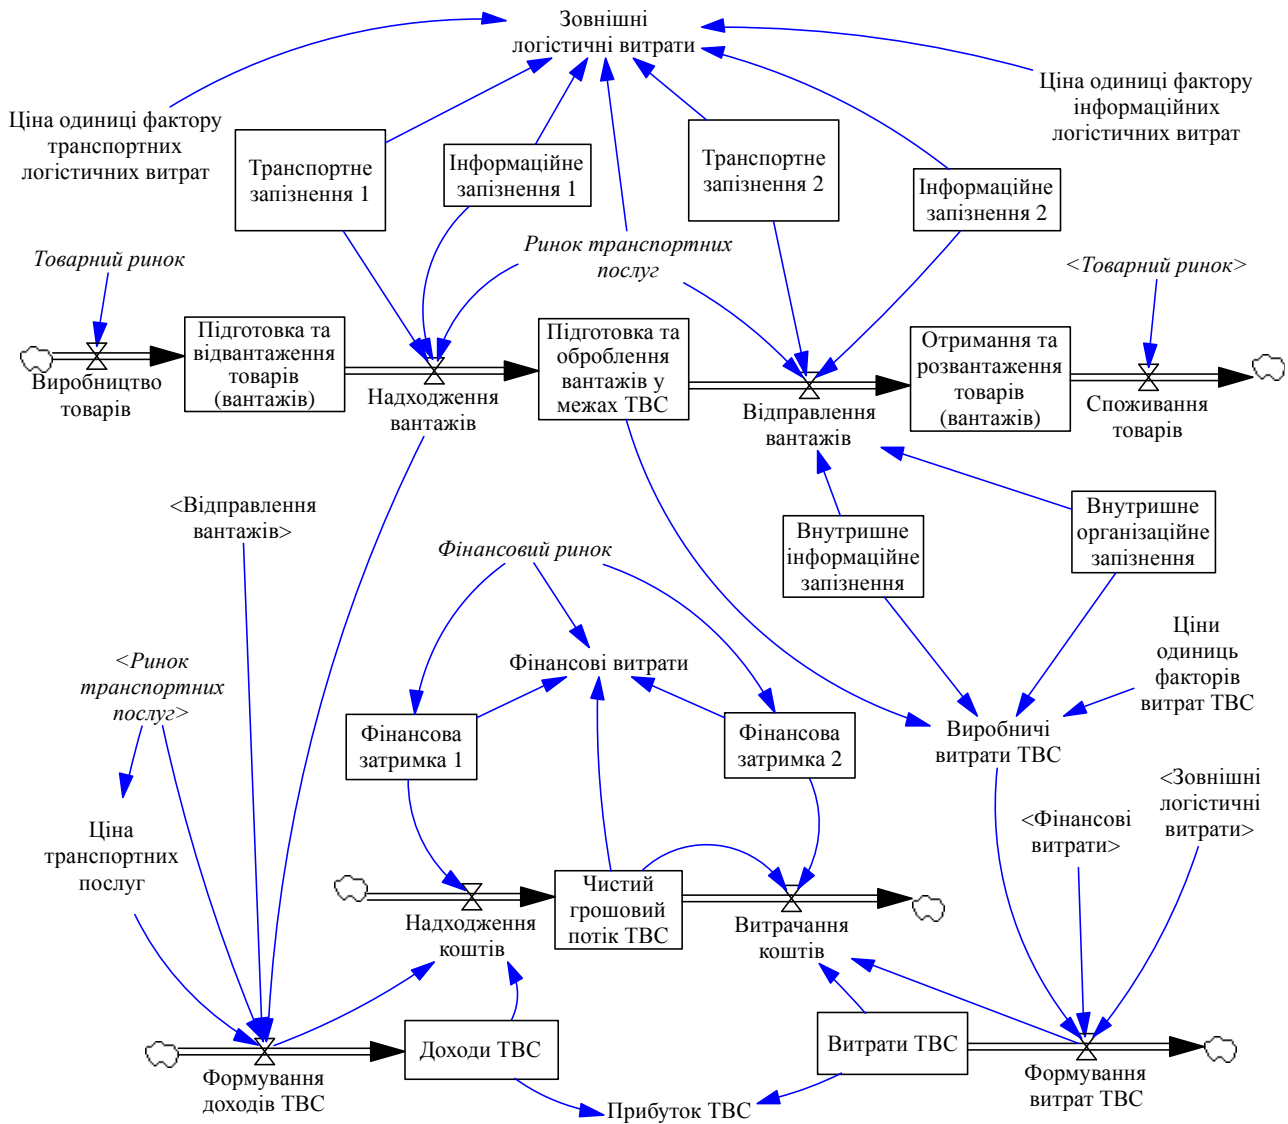 Зовнішні
логістичні витрати
Ціна одиниці фактору
транспортних
логістичних витрат
Ціна одиниці фактору
інформаційних
логістичних витрат
Транспортне
запізнення 1
Інформаційне
запізнення 1
Транспортне
запізнення 2
Інформаційне
запізнення 2
Товарний ринок
Ринок транспортних
послуг
<Товарний ринок>
Виробництво
товарів
Підготовка та
відвантаження
товарів
(вантажів)
Надходження
вантажів
Підготовка та
оброблення
вантажів у
межах ТВС
Відправлення
вантажів
Отримання та
розвантаження
товарів
(вантажів)
Споживання
товарів
<Відправлення
вантажів>
Фінансовий ринок
Внутришне
інформаційне
запізнення
Внутришне
організаційне
запізнення
<Ринок
транспортних
послуг>
Фінансові витрати
Ціни
одиниць
факторів
витрат ТВС
Фінансова
затримка 1
Фінансова
затримка 2
Виробничі
витрати ТВС
Ціна
транспортних
послуг
<Фінансові
витрати>
<Зовнішні
логістичні
витрати>
Надходження
коштів
Чистий
грошовий
потік ТВС
Витрачання
коштів
Формування
доходів ТВС
Доходи ТВС
Прибуток ТВС
Витрати ТВС
Формування
витрат ТВС